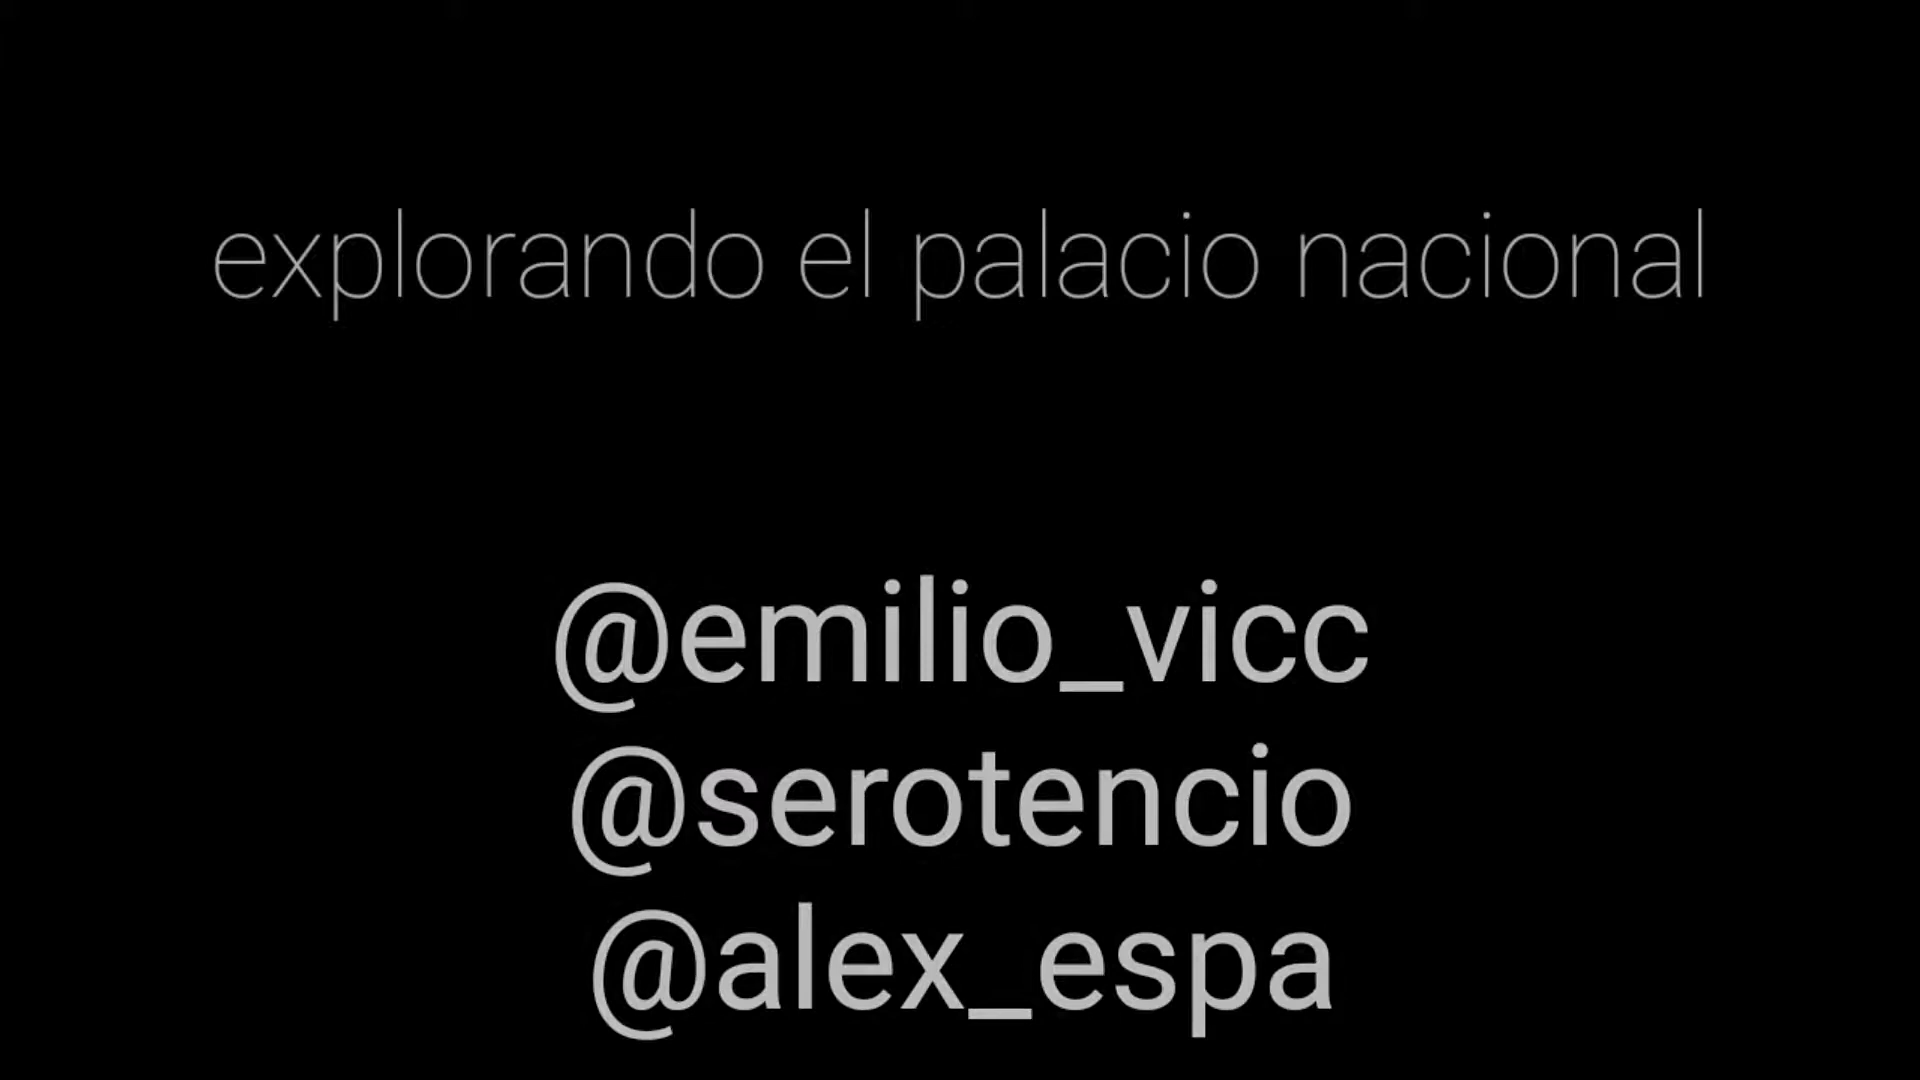 explorando el palacio nacional
@emilio_vicc
@serotencio
@alex_espa